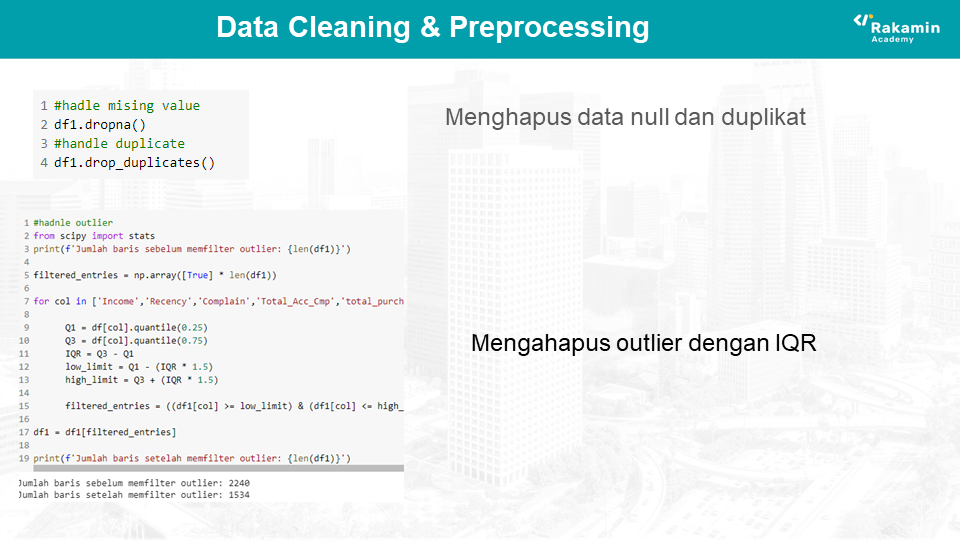 Data Cleaning & Preprocessing
Rakamin
Academy
1 #hadle mising value
2 df1.dropna()
3 #handle duplicate
4 df1.drop_duplicates()
Menghapus data null dan duplikat
1 #hadnle outlier
2 from scipy import stats
3 print(f'Jumlah baris sebelum memfilter outlier: {len(df1)}')
4
5 filtered_entries = np.array([True] * len(df1))
6
7 for col in ['Income','Recency','Complain','Total_Acc_Cmp','total_purch
8
9 Q1 = df[col].quantile(0.25)
10 Q3 = df[col].quantile(0.75)
11 IQR = Q3 - Q1
12 low_limit = Q1 - (IQR * 1.5)
13 high_limit = Q3 + (IQR * 1.5)
14
15 filtered_entries = ((df1[col] >= low_limit) & (df1[col] <= high_
16
17 df1 = df1[filtered_entries]
18
19 print(f'Jumlah baris setelah memfilter outlier: {len(df1)}')
Jumlah baris sebelum memfilter outlier: 2240
Jumlah baris setelah memfilter outlier: 1534
Mengahapus outlier dengan IQR